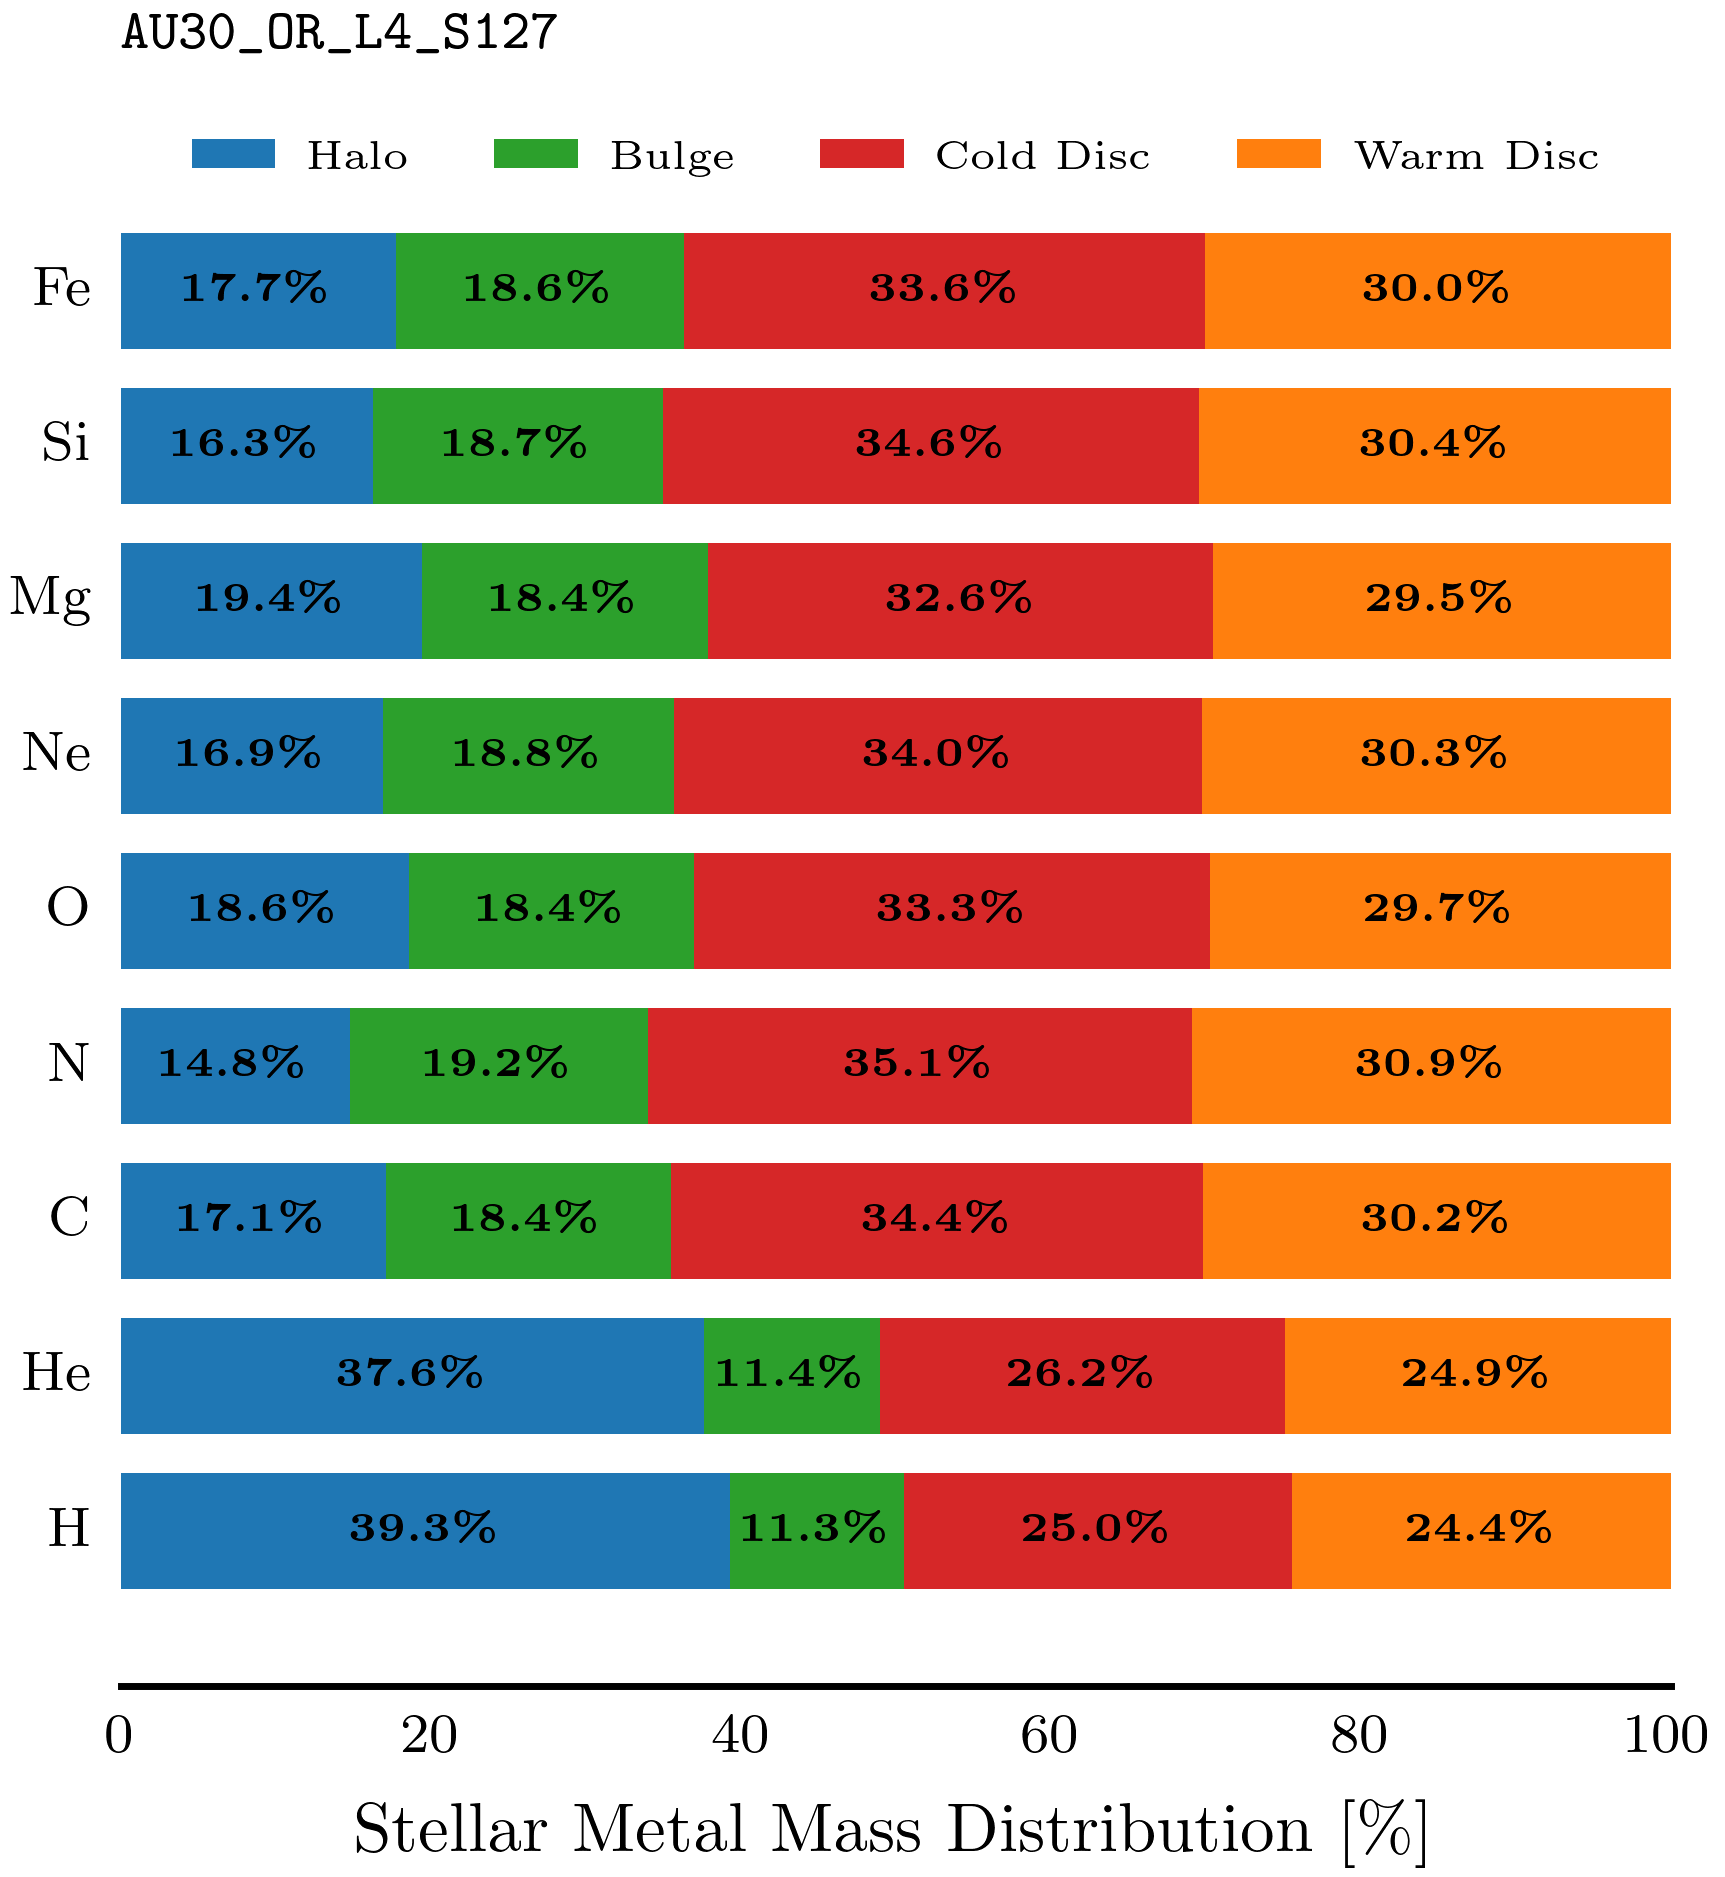 AU30_OR_L4_S127
Halo Bulge Cold Disc Warm Disc
Fe 17.7% 18.6% 33.6% 30.0%
Si 16.3% 18.7% 34.6% 30.4%
Mg 19.4% 18.4% 32.6% 29.5%
Ne 16.9% 18.8% 34.0% 30.3%
O 18.6% 18.4% 33.3% 29.7%
N 14.8% 19.2% 35.1% 30.9%
C 17.1% 18.4% 34.4% 30.2%
He 37.6% 11.4% 26.2% 24.9%
H 39.3% 11.3% 25.0% 24.4%
0 20 40 60 80 100
Stellar Metal Mass Distribution [%]